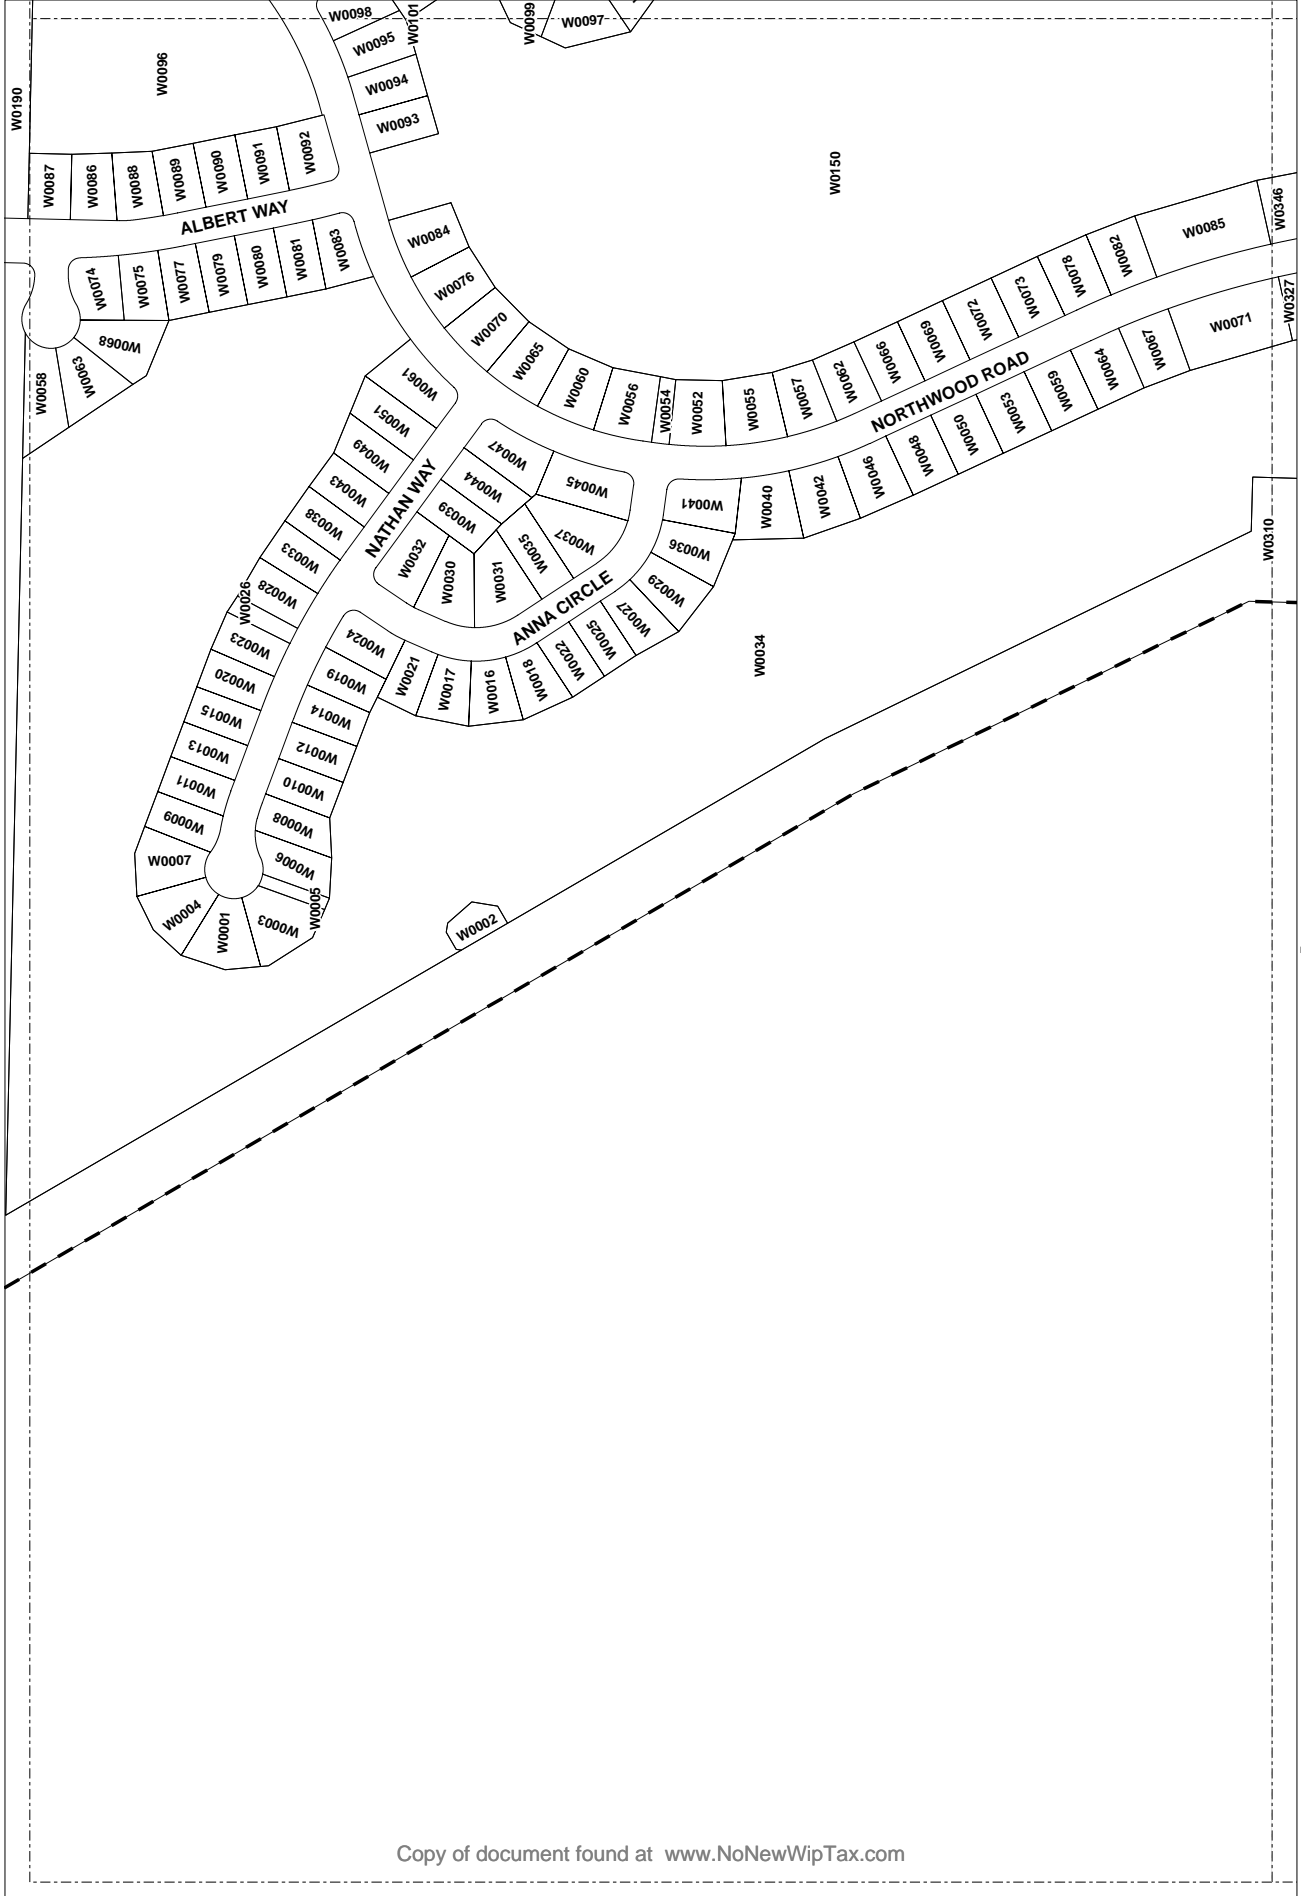 W0098
W0101
W0099
W0097
W0095
W0096
W0094
W0190
W0093
W0092
W0091
W0090
W0089
W0088
W0086
W0087
W0150
ALBERT WAY
W0346
W0085
W0084
W0083
W0081
W0080
W0079
W0077
W0075
W0074
W0082
W0078
W0073
W0072
W0076
W0327
W0071
W0070
W0069
W0068
W0067
W0066
W0065
W0064
W0063
W0062
W0061
W0060
W0059
W0058
W0057
NORTHWOOD ROAD
W0056
W0054
W0052
W0055
W0053
W0051
W0050
W0049
W0048
W0047
W0046
W0045
W0044
W0043
W0042
W0041
W0040
NATHAN WAY
W0039
W0038
W0037
W0036
W0035
W0310
W0033
W0032
W0031
W0030
W0029
W0028
W0026
ANNA CIRCLE
W0027
W0025
W0024
W0023
W0022
W0034
W0021
W0020
W0019
W0018
W0017
W0016
W0015
W0014
W0013
W0012
W0011
W0010
W0009
W0008
W0007
W0006
W0005
W0004
W0003
W0001
W0002
Copy of document found at www.NoNewWipTax.com